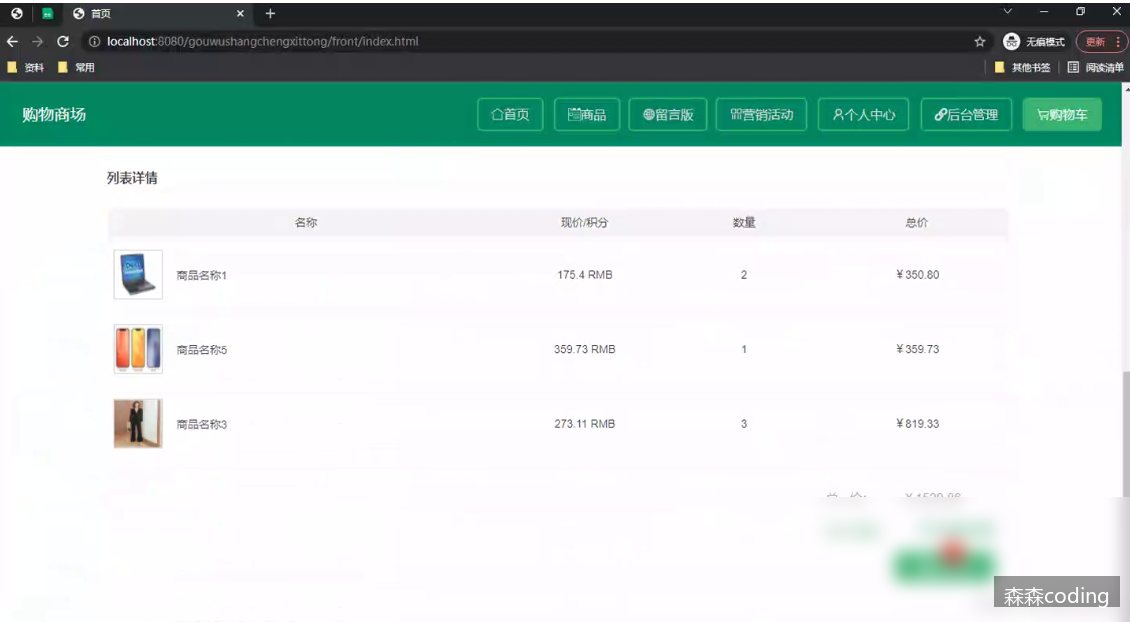 首页
localhost:8080/gouwushangchengxittong/front/index.html
无痕模式
更新
资料
常用
其他书签
阅读清单
购物商场
首页
商品
留言版
营销活动
个人中心
后台管理
购物车
列表详情
名称 现价/积分 数量 总价
商品名称1 175.4 RMB 2 ¥350.80
商品名称5 359.73 RMB 1 ¥359.73
商品名称3 273.11 RMB 3 ¥819.33
森森coding